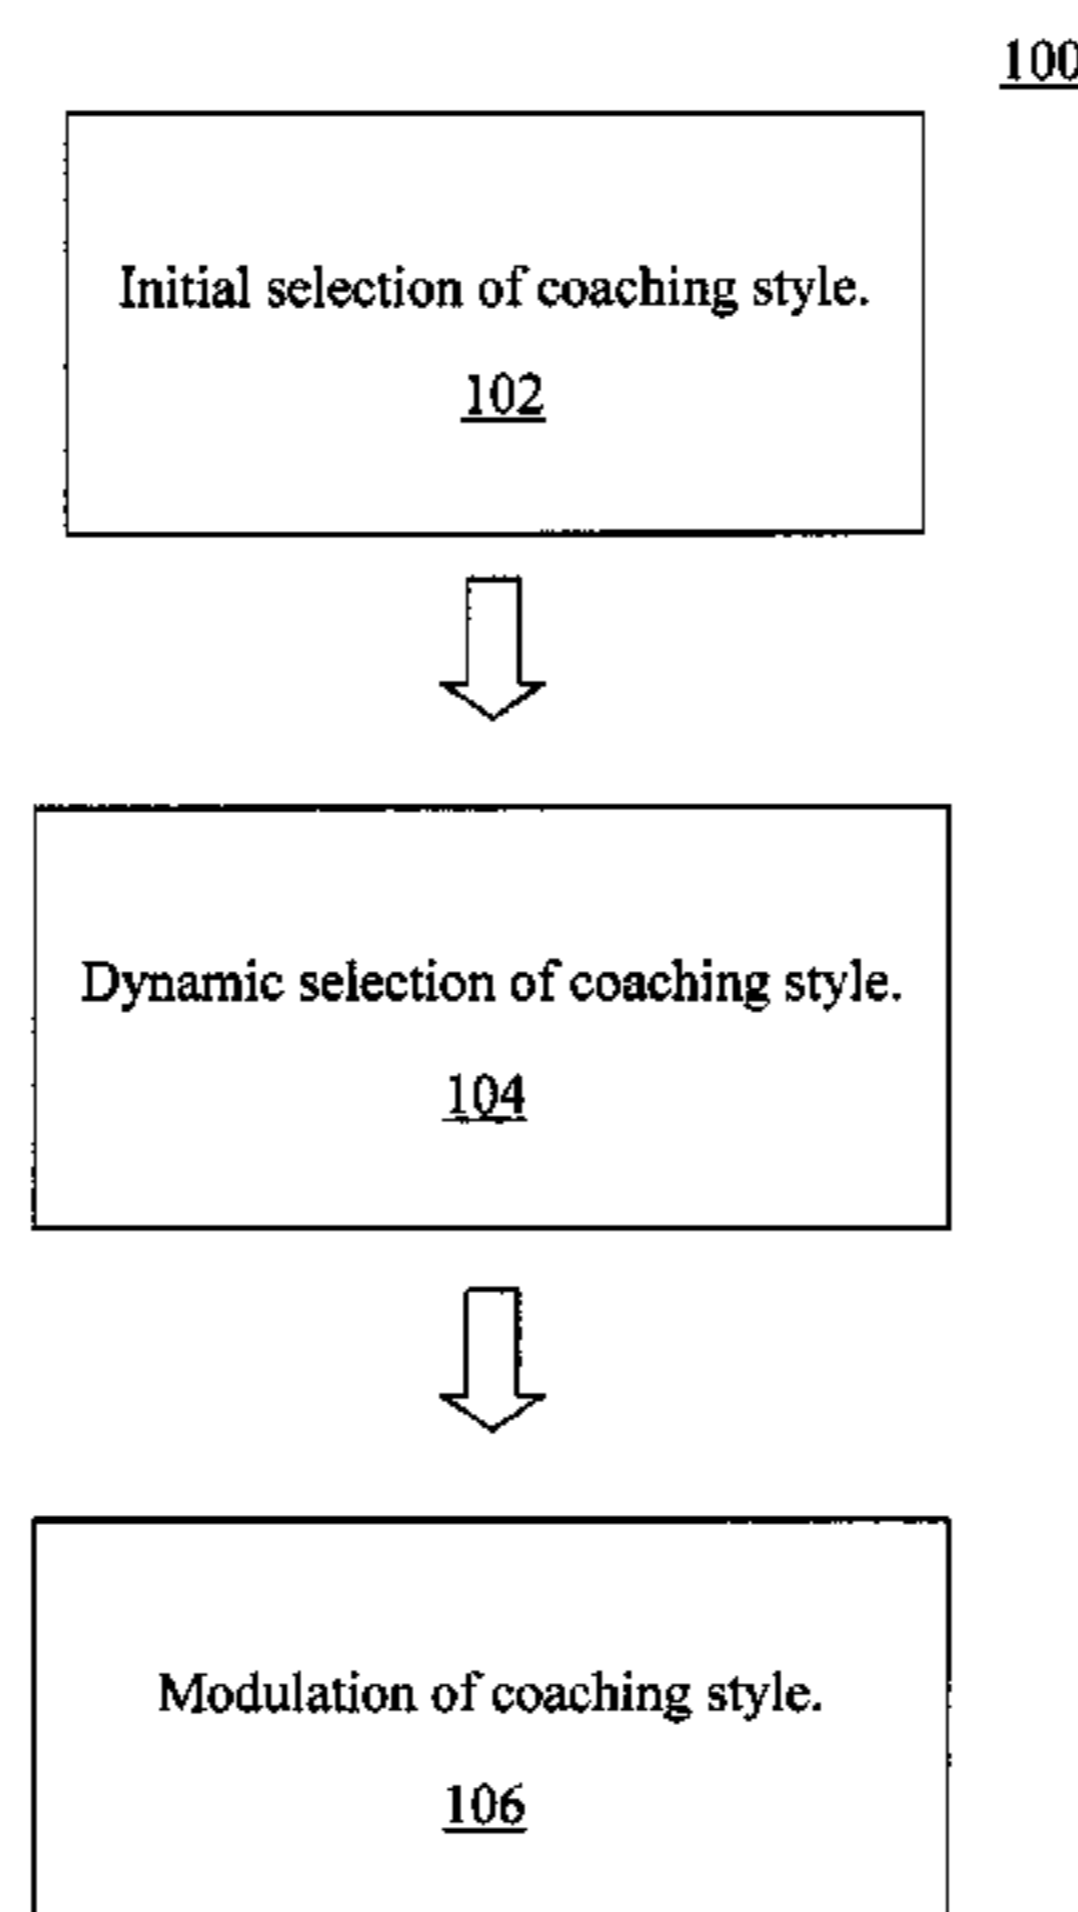 100
Initial selection of coaching style.
102
Dynamic selection of coaching style.
104
Modulation of coaching style.
106